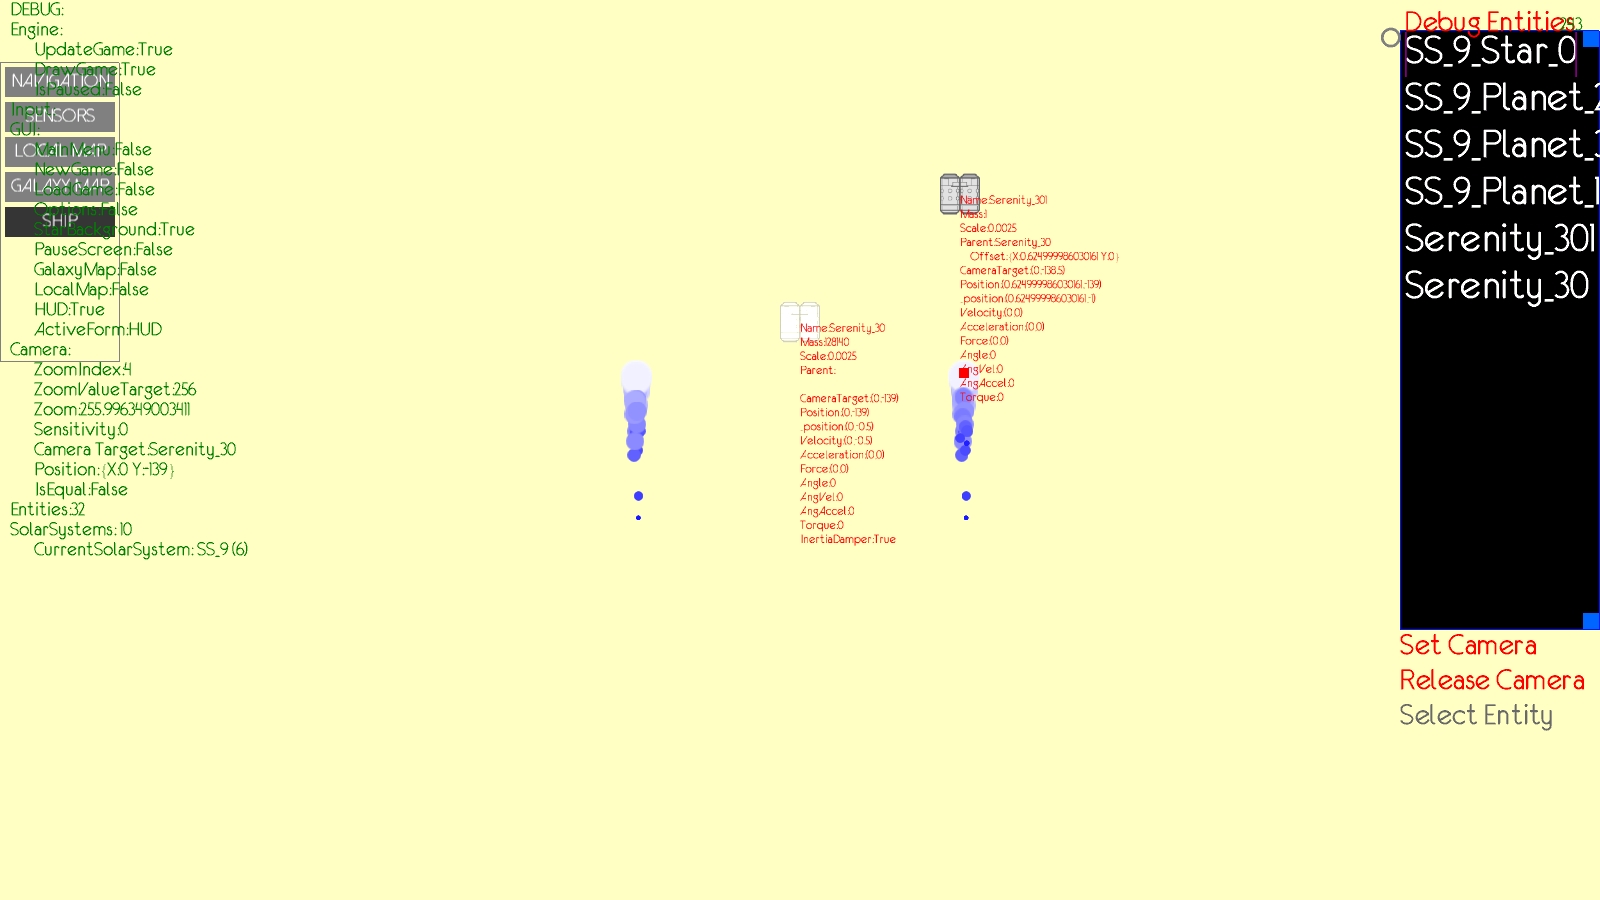 DEBUG:
Engine:
UpdateGame:True
DrawGame:True
IsPaused:False
Input:
GUI:
MainMenu:False
NewGame:False
LoadGame:False
Options:False
StarBackground:True
PauseScreen:False
GalaxyMap:False
LocalMap:False
HUD:True
ActiveForm:HUD
Camera:
ZoomIndex:4
ZoomValueTarget:256
Zoom:255.996349003411
Sensitivity:0
Camera Target:Serenity_30
Position:{X:0 Y:-139}
IsEqual:False
Entities:32
SolarSystems: 10
CurrentSolarSystem: SS_9 (6)
NAVIGATION
SENSORS
LOCAL MAP
GALAXY MAP
SHIP
Name:Serenity_30
Mass:128140
Scale:0.0025
Parent:
CameraTarget:(0,-139)
Position:(0,-139)
_position:(0,-0.5)
Velocity:(0,-0.5)
Acceleration:(0,0)
Force:(0,0)
Angle:0
AngVel:0
AngAccel:0
Torque:0
InertiaDamper:True
Name:Serenity_301
Mass:1
Scale:0.0025
Parent:Serenity_30
Offset:{X:0.624999986030161 Y:0}
CameraTarget:(0,-138.5)
Position:(0.624999986030161,-139)
_position:(0.624999986030161,-1)
Velocity:(0,0)
Acceleration:(0,0)
Force:(0,0)
Angle:0
AngVel:0
AngAccel:0
Torque:0
Debug Entities
SS_9_Star_0
SS_9_Planet_2
SS_9_Planet_3
SS_9_Planet_1
Serenity_301
Serenity_30
Set Camera
Release Camera
Select Entity